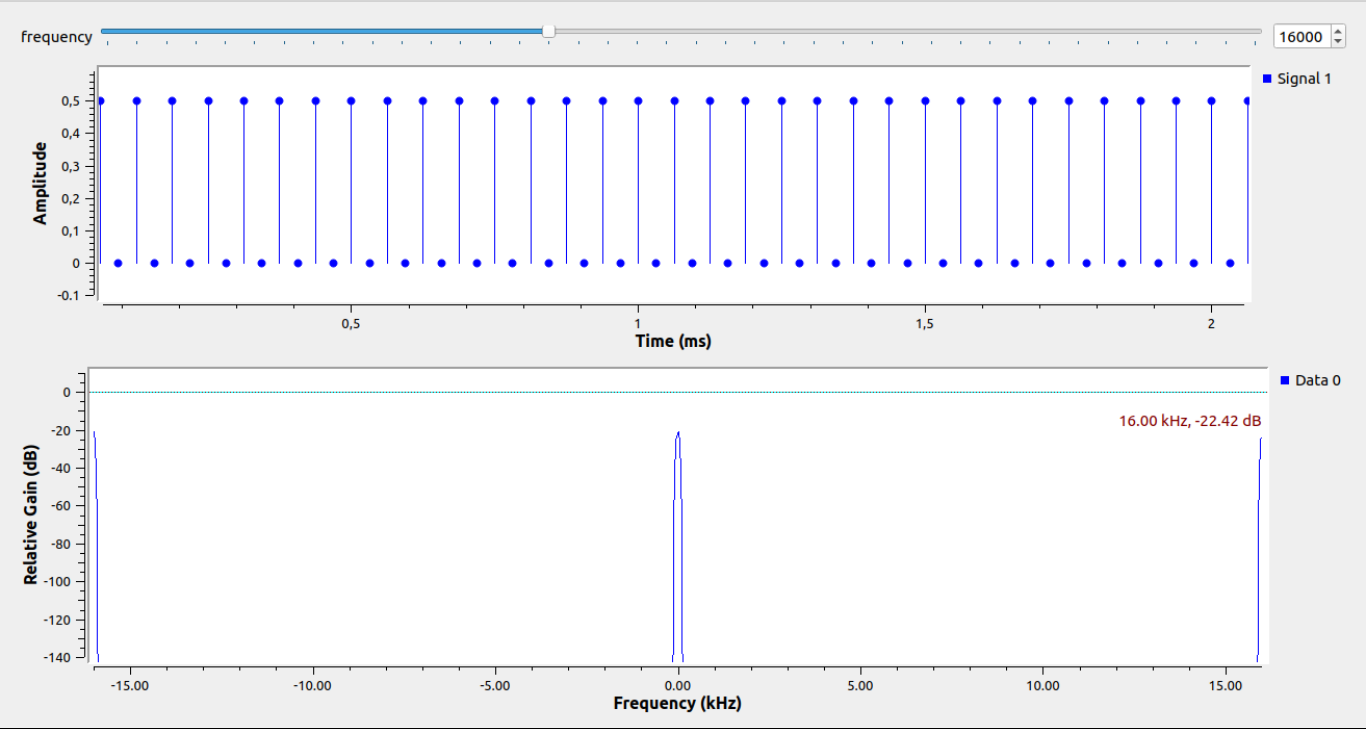 frequency
16000
Signal 1
0,5
0,4
0,3
0,2
0,1
0
-0.1
Amplitude
0,5 1 1,5 2
Time (ms)
Data 0
16.00 kHz, -22.42 dB
0
-20
-40
-60
-80
-100
-120
-140
Relative Gain (dB)
-15.00 -10.00 -5.00 0.00 5.00 10.00 15.00
Frequency (kHz)